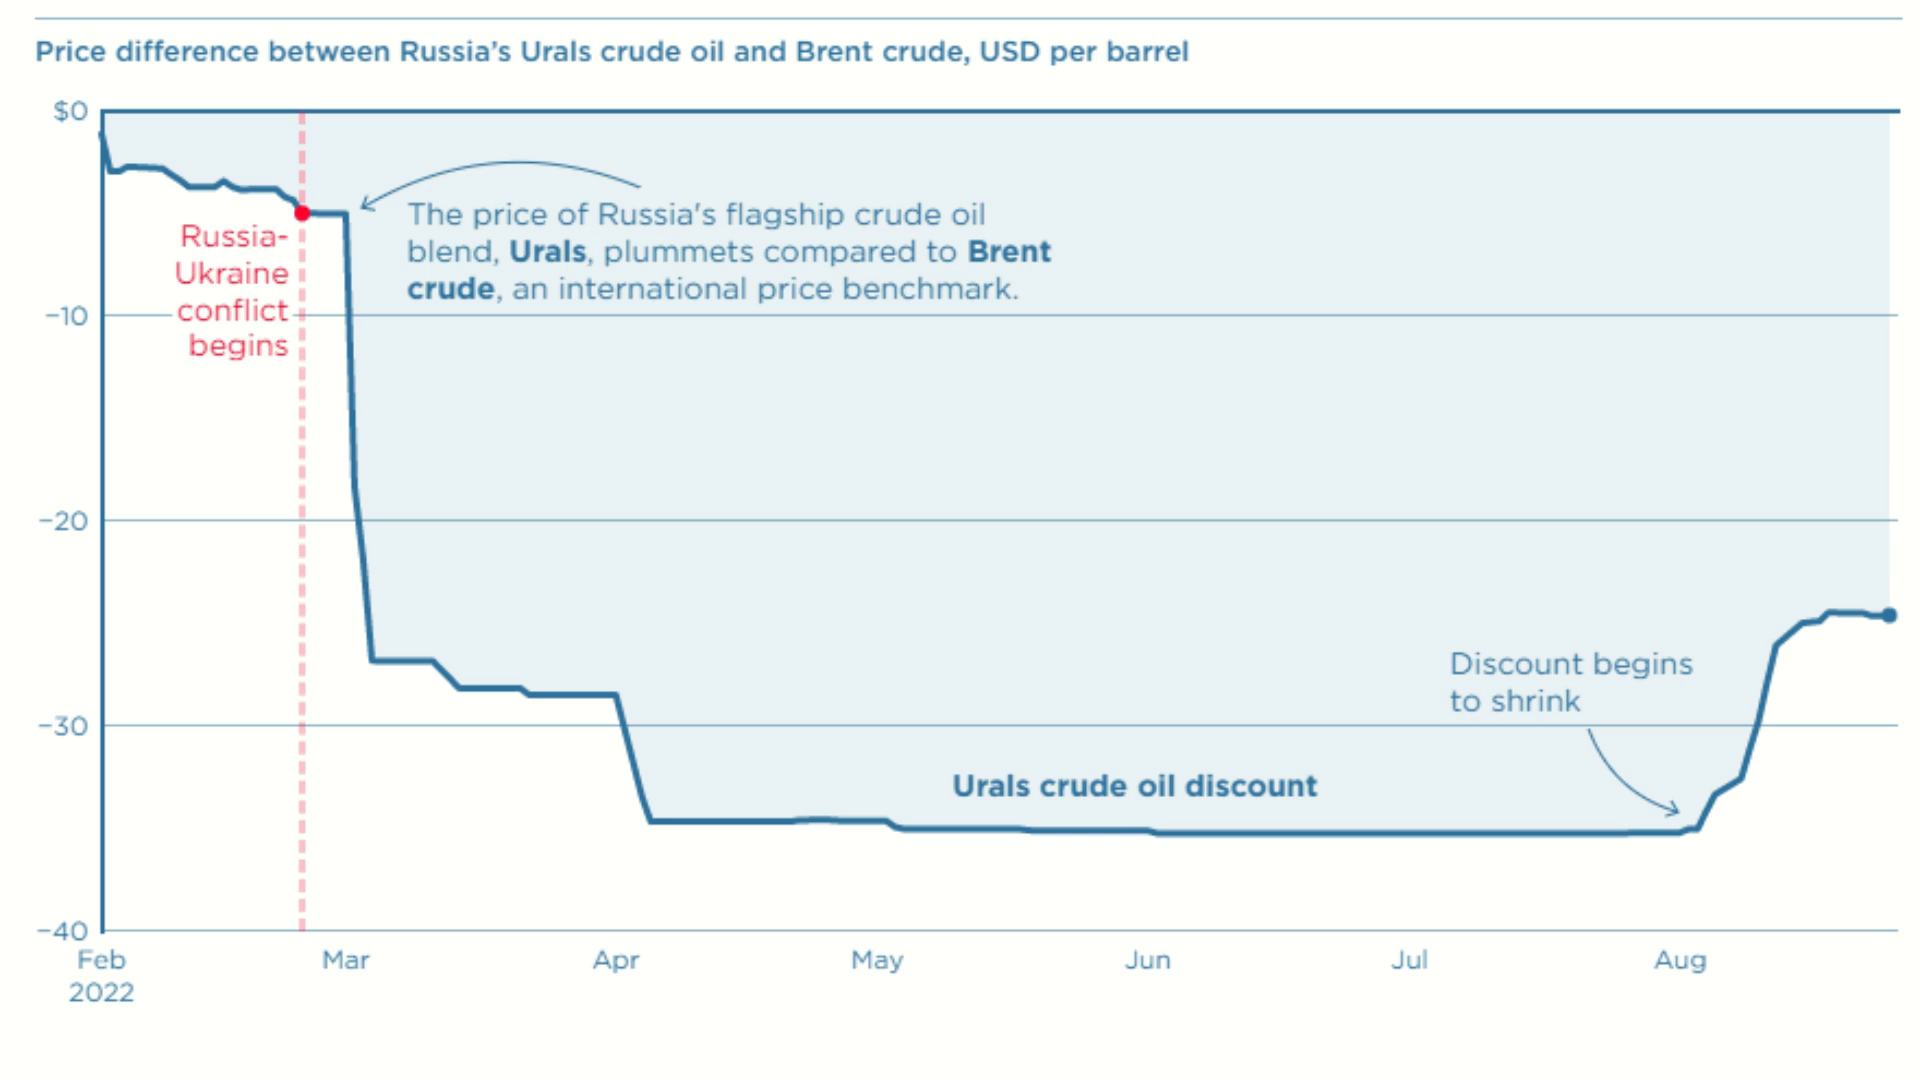 Price difference between Russia’s Urals crude oil and Brent crude, USD per barrel
$0
The price of Russia's flagship crude oil
blend, Urals, plummets compared to Brent
crude, an international price benchmark.
Russia-
Ukraine
conflict
begins
−10
−20
Discount begins
to shrink
−30
Urals crude oil discount
−40
Feb Mar Apr May Jun Jul Aug
2022